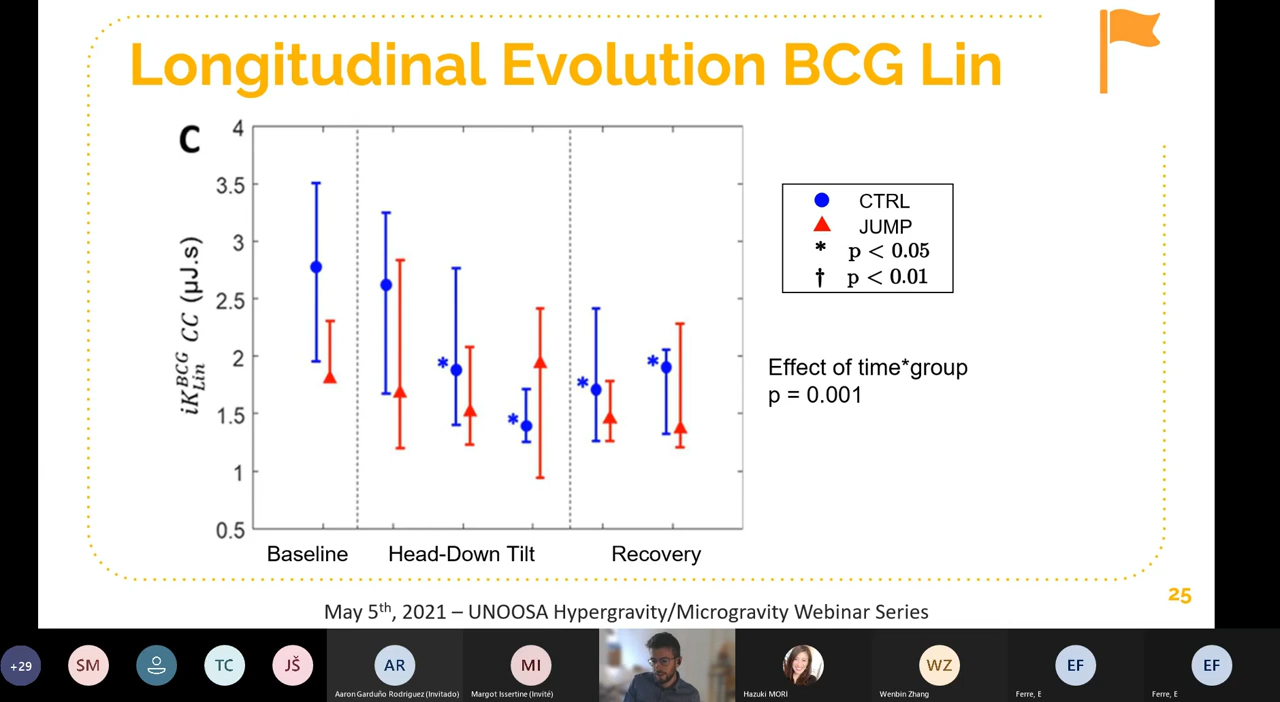 Longitudinal Evolution BCG Lin
C
4
3.5
3
2.5
2
1.5
1
0.5
iK_{Lin}^{BCG} CC (µJ.s)
*
*
*
*
Baseline
Head-Down Tilt
Recovery
CTRL
JUMP
* p < 0.05
† p < 0.01
Effect of time*group
p = 0.001
25
May 5th, 2021 – UNOOSA Hypergravity/Microgravity Webinar Series
+29
SM
TC
JŠ
AR
MI
WZ
EF
EF
Aaron Garduño Rodriguez (Invitado)
Margot Issertine (Invité)
Hazuki MORI
Wenbin Zhang
Ferre, E
Ferre, E